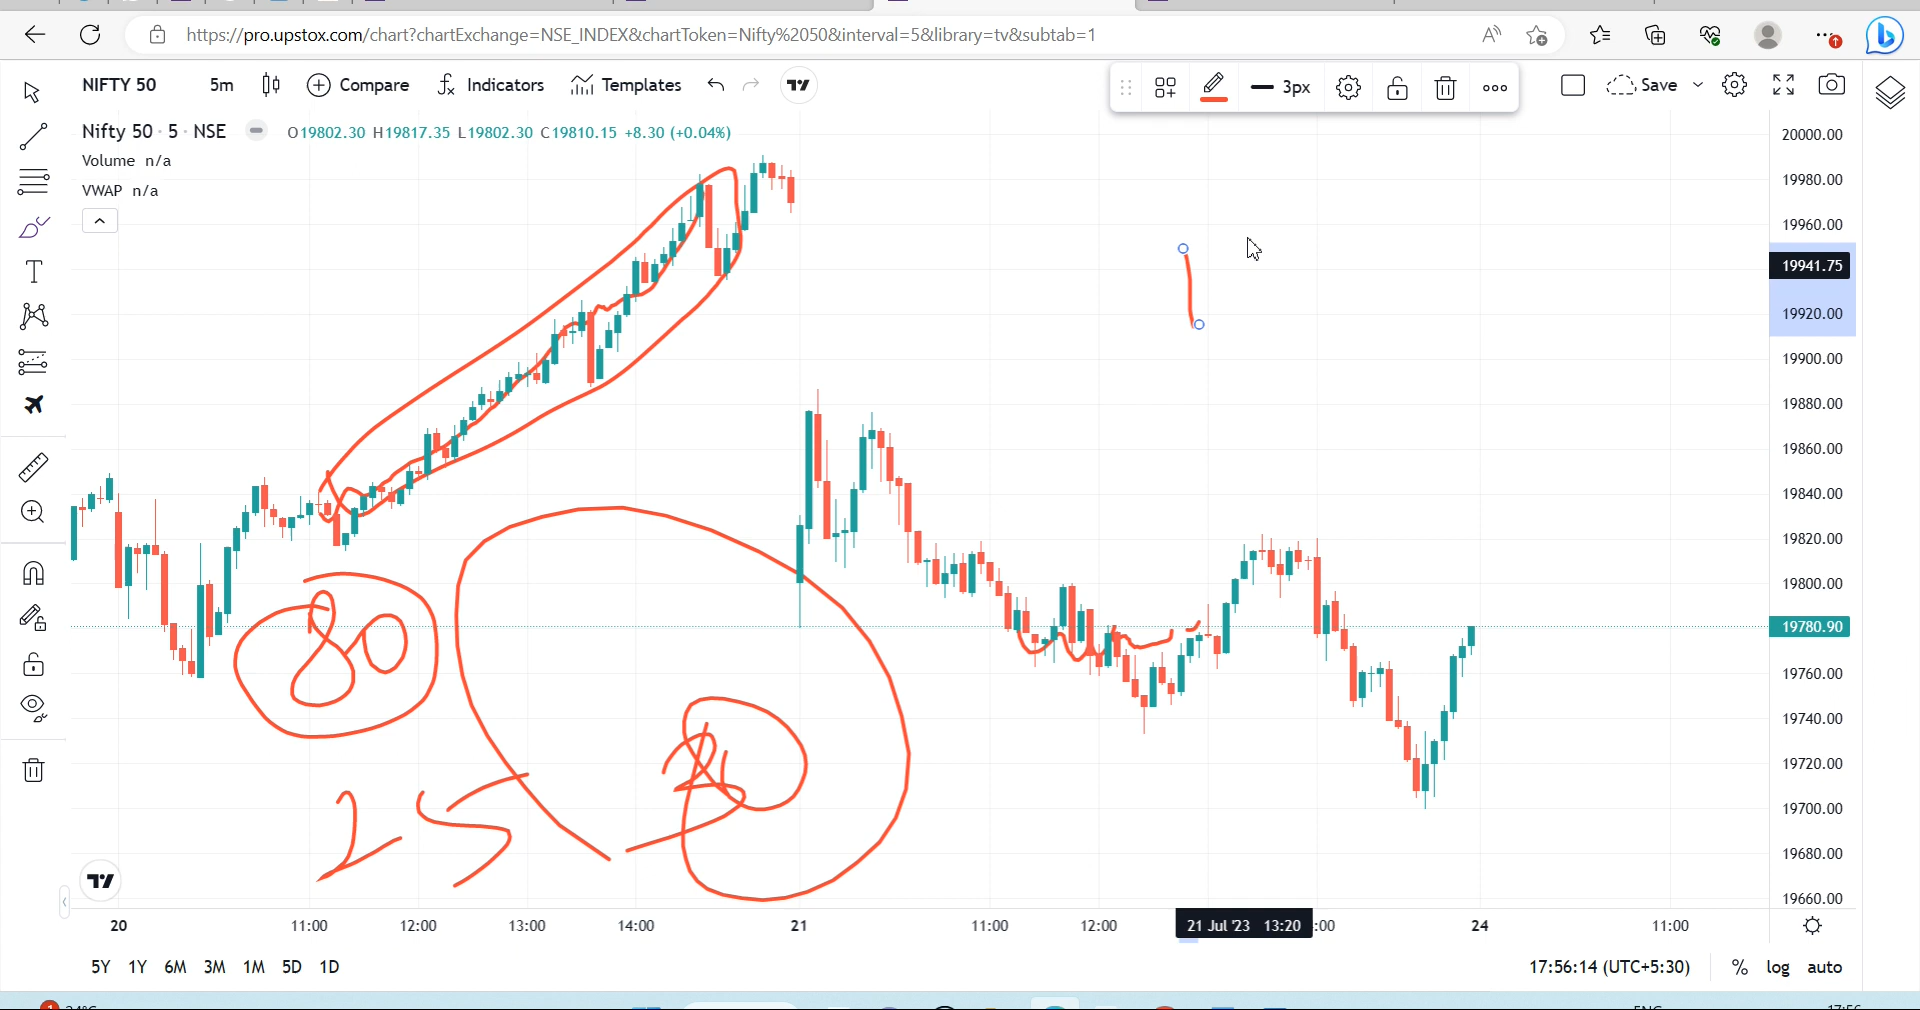 https://pro.upstox.com/chart?chartExchange=NSE_INDEX&chartToken=Nifty%2050&interval=5&library=tv&subtab=1
NIFTY 50 5m Compare Indicators Templates 3px Save
Nifty 50 · 5 · NSE O19802.30 H19817.35 L19802.30 C19810.15 +8.30 (+0.04%)
Volume n/a
VWAP n/a
20000.00
19980.00
19960.00
19941.75
19920.00
19900.00
19880.00
19860.00
19840.00
19820.00
19800.00
19780.90
19760.00
19740.00
19720.00
19700.00
19680.00
19660.00
80
25
20 11:00 12:00 13:00 14:00 21 11:00 12:00 21 Jul '23 13:20 :00 24 11:00
5Y 1Y 6M 3M 1M 5D 1D 17:56:14 (UTC+5:30) % log auto